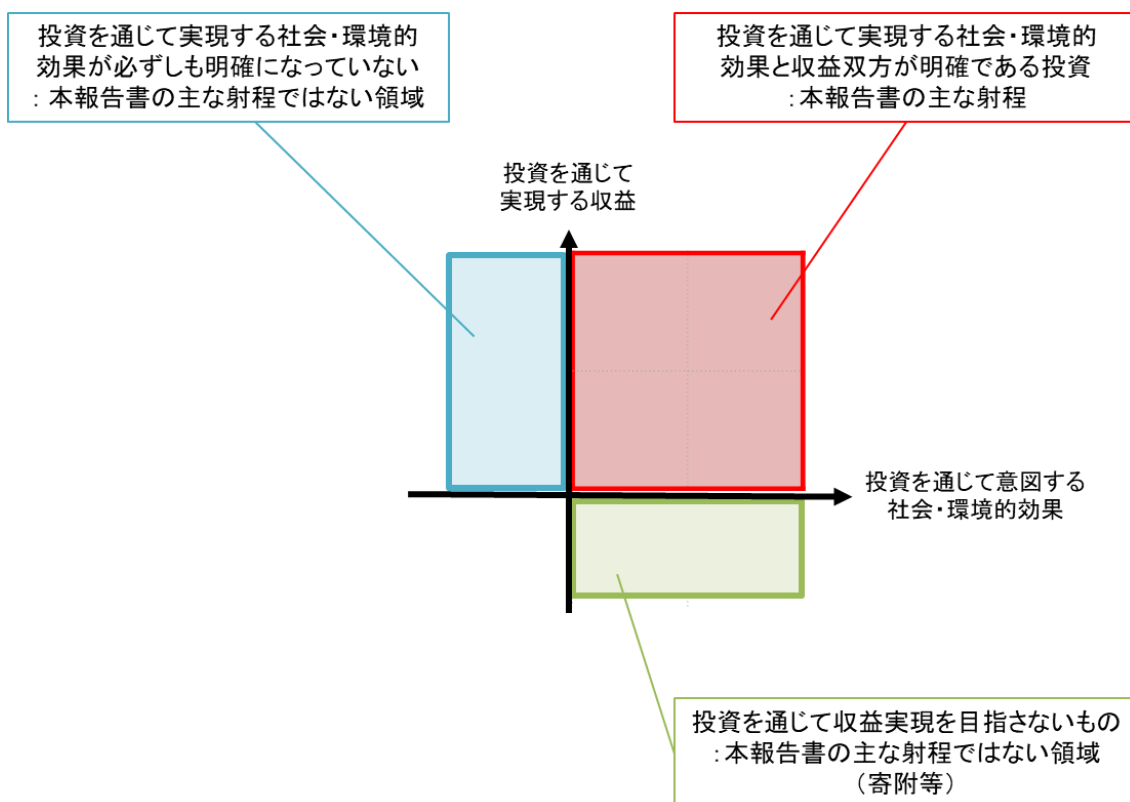 投資を通じて実現する社会・環境的
効果が必ずしも明確になっていない
：本報告書の主な射程ではない領域
投資を通じて実現する社会・環境的
効果と収益双方が明確である投資
：本報告書の主な射程
投資を通じて
実現する収益
投資を通じて意図する
社会・環境的効果
投資を通じて収益実現を目指さないもの
：本報告書の主な射程ではない領域
（寄附等）